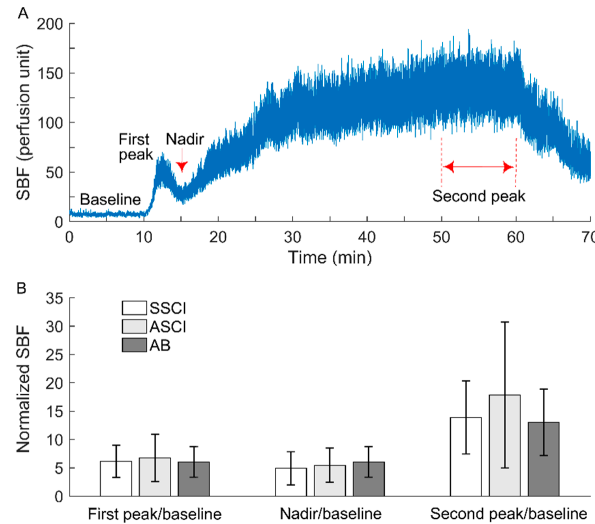 A
SBF (perfusion unit)
200
150
100
50
0
First
peak
Nadir
Baseline
Second peak
0 10 20 30 40 50 60 70
Time (min)
B
Normalized SBF
35
30
25
20
15
10
5
0
SSCI
ASCI
AB
First peak/baseline Nadir/baseline Second peak/baseline